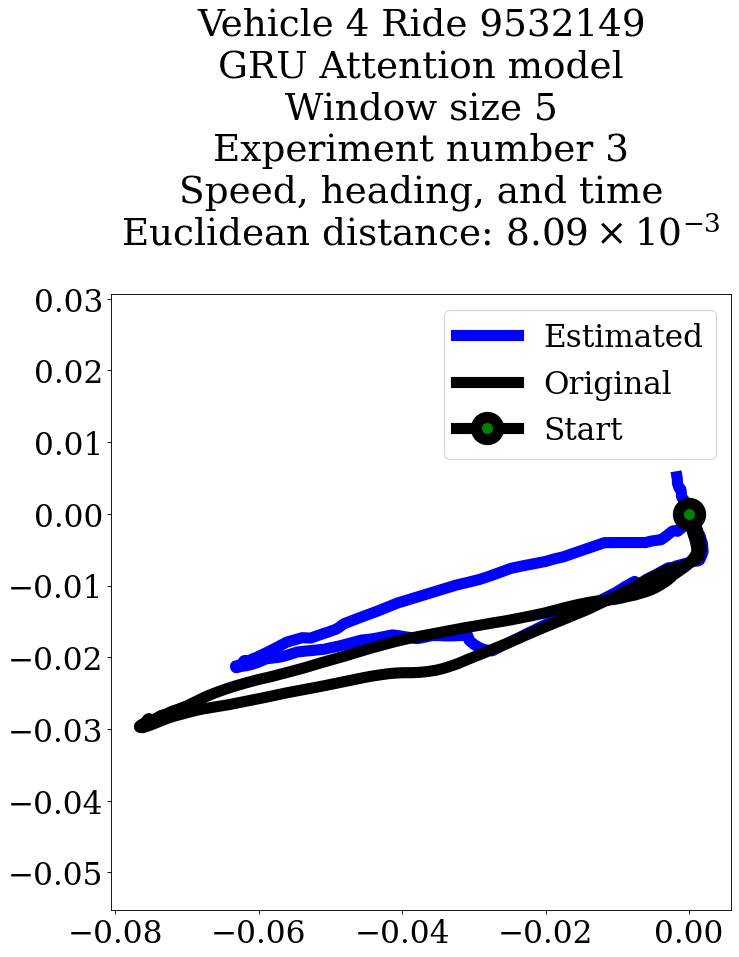 Vehicle 4 Ride 9532149
GRU Attention model
Window size 5
Experiment number 3
Speed, heading, and time
Euclidean distance: 8.09 × 10⁻³
0.03
0.02
0.01
0.00
−0.01
−0.02
−0.03
−0.04
−0.05
Estimated
Original
Start
−0.08 −0.06 −0.04 −0.02 0.00